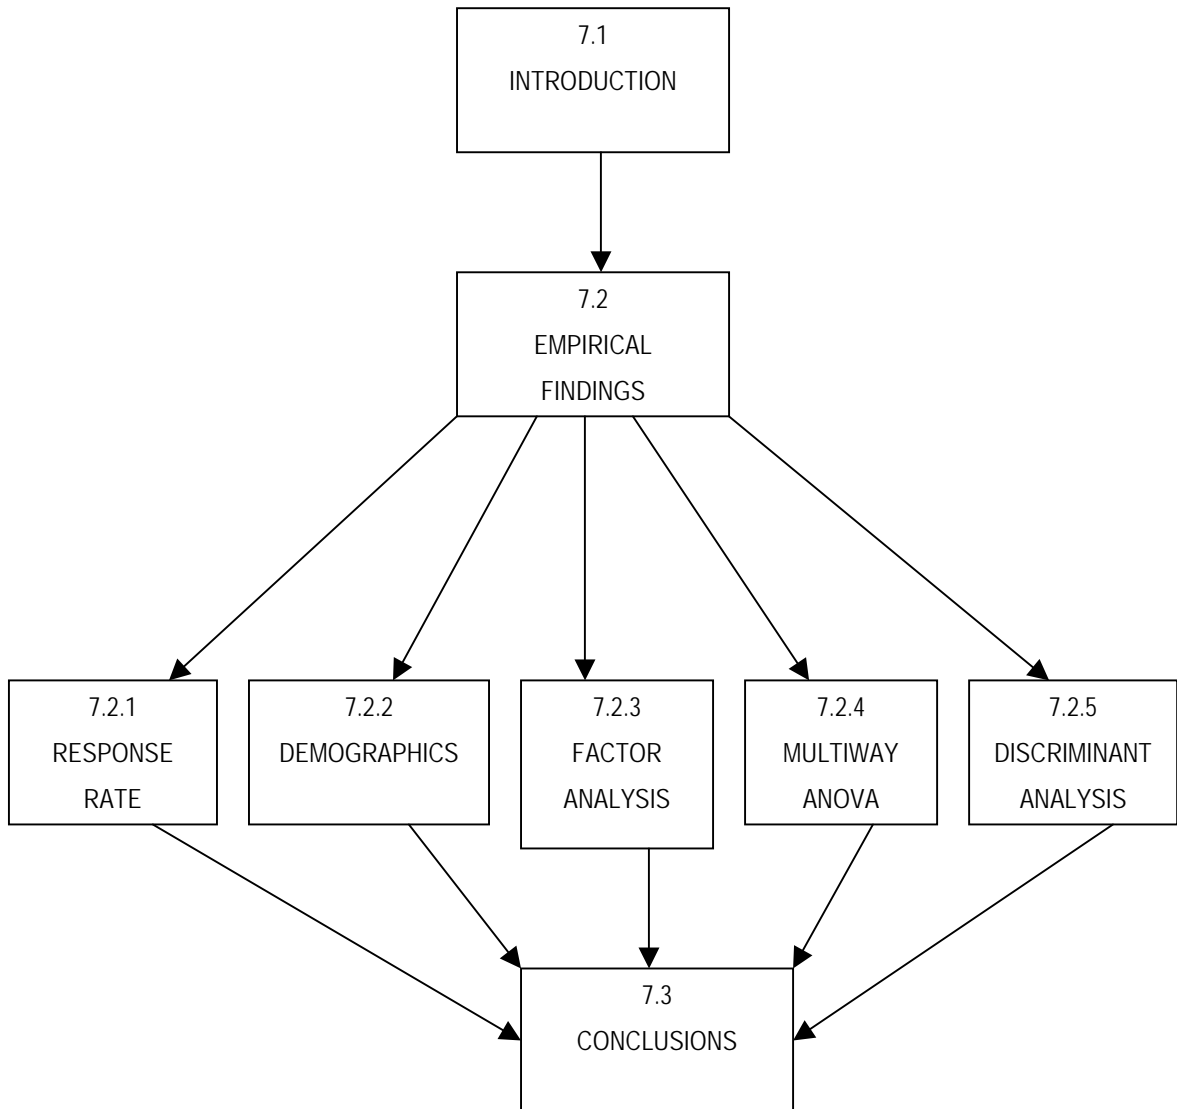 7.1
INTRODUCTION
7.2
EMPIRICAL
FINDINGS
7.2.1
RESPONSE
RATE
7.2.2
DEMOGRAPHICS
7.2.3
FACTOR
ANALYSIS
7.2.4
MULTIWAY
ANOVA
7.2.5
DISCRIMINANT
ANALYSIS
7.3
CONCLUSIONS